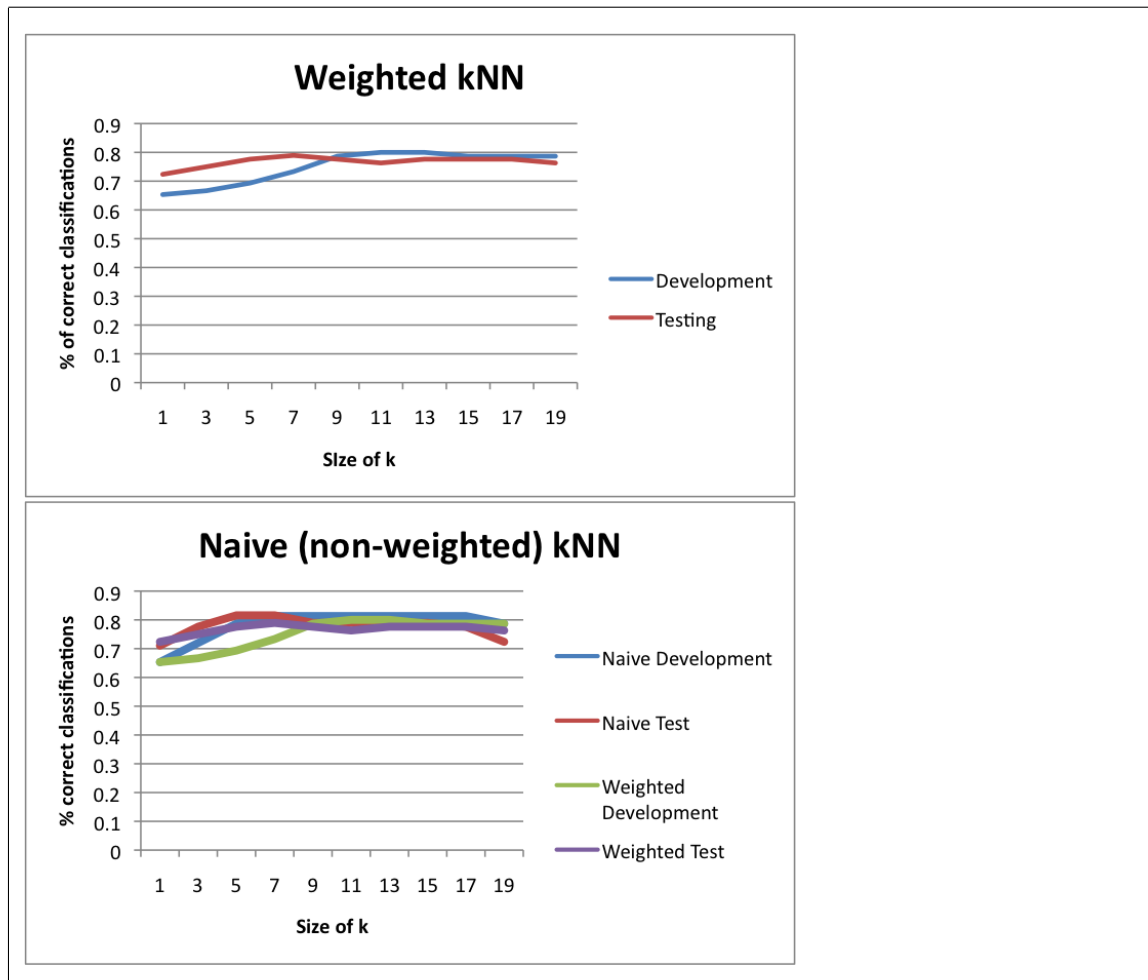 Weighted kNN
% of correct classifications
0.9
0.8
0.7
0.6
0.5
0.4
0.3
0.2
0.1
0
1 3 5 7 9 11 13 15 17 19
SIze of k
Development
Testing
Naive (non-weighted) kNN
% correct classifications
0.9
0.8
0.7
0.6
0.5
0.4
0.3
0.2
0.1
0
1 3 5 7 9 11 13 15 17 19
Size of k
Naive Development
Naive Test
Weighted
Development
Weighted Test